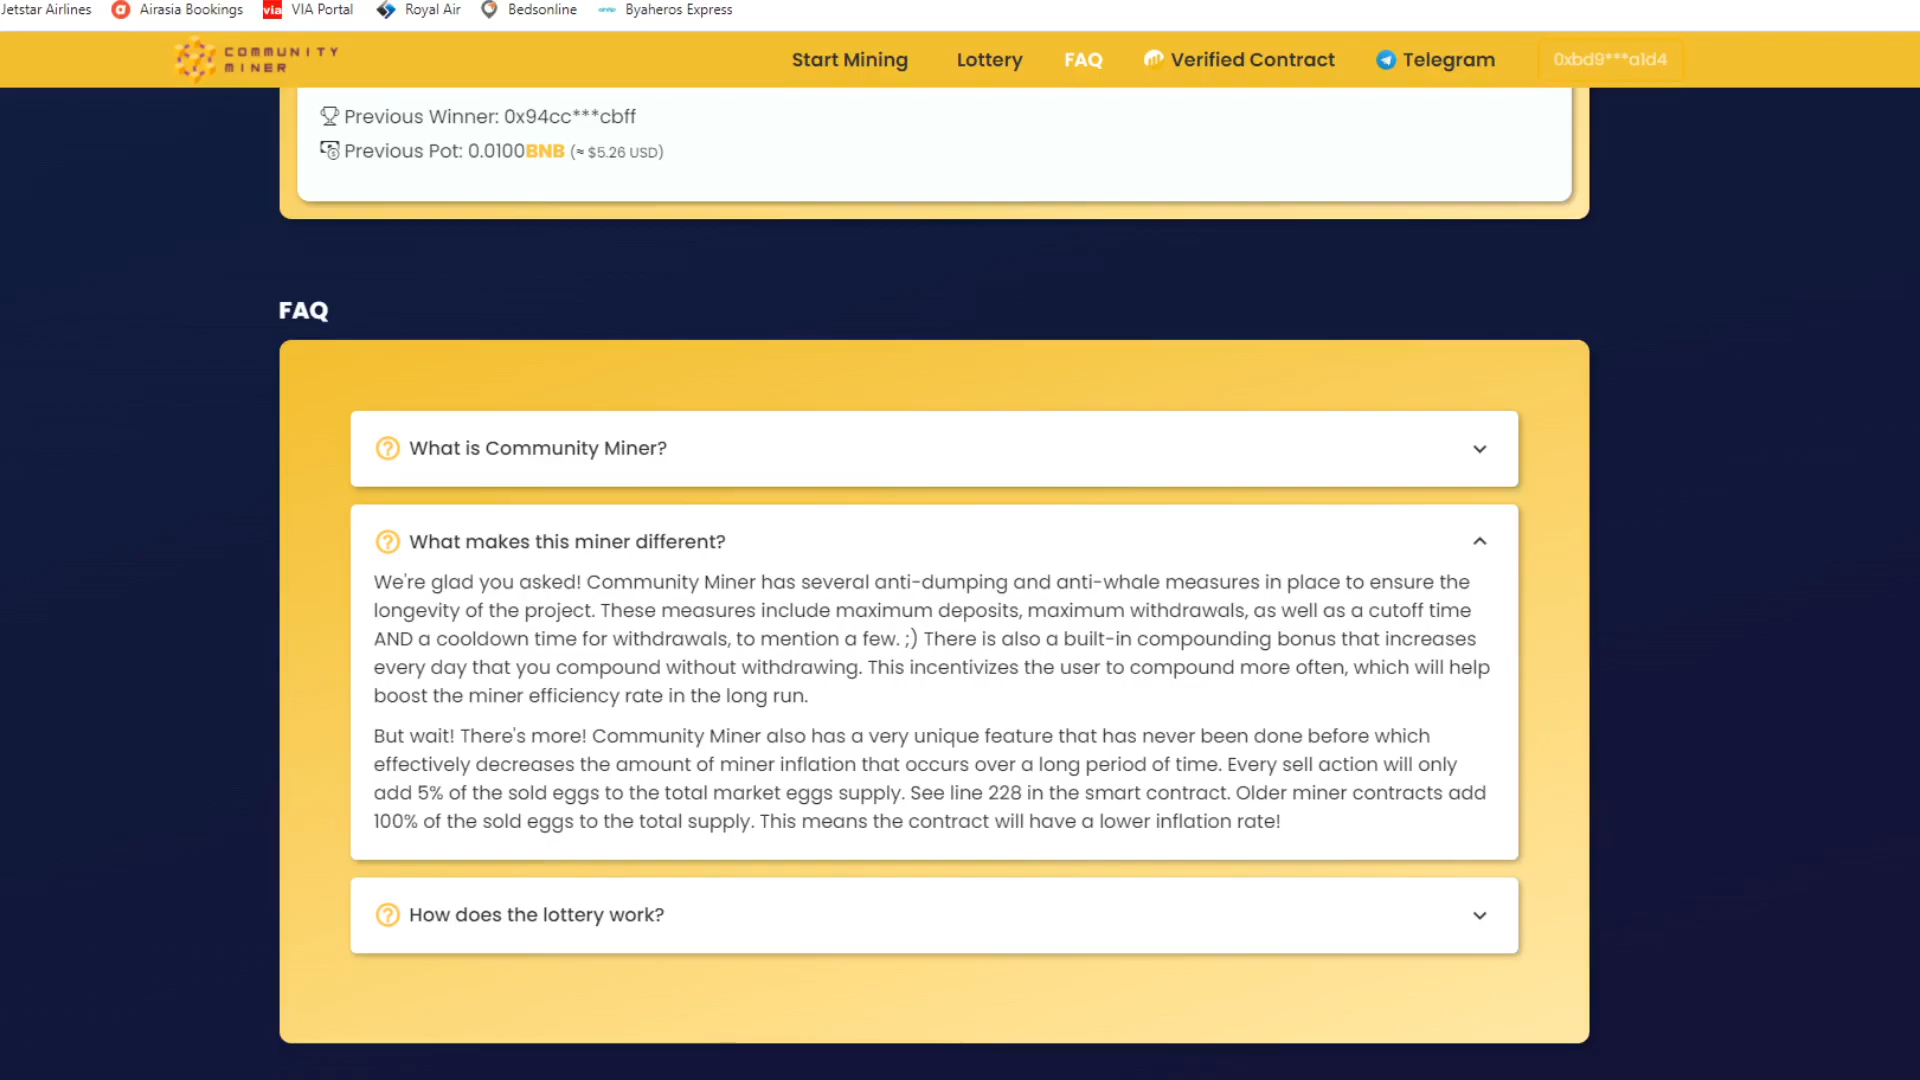 Jetstar Airlines Airasia Bookings via VIA Portal Royal Air Bedsonline Byaheros Express
COMMUNITY
MINER
Start Mining Lottery FAQ Verified Contract Telegram 0xbd9***a1d4
Previous Winner: 0x94cc***cbff
Previous Pot: 0.0100BNB (≈ $5.26 USD)
FAQ
What is Community Miner?
What makes this miner different?
We're glad you asked! Community Miner has several anti-dumping and anti-whale measures in place to ensure the
longevity of the project. These measures include maximum deposits, maximum withdrawals, as well as a cutoff time
AND a cooldown time for withdrawals, to mention a few. ;) There is also a built-in compounding bonus that increases
every day that you compound without withdrawing. This incentivizes the user to compound more often, which will help
boost the miner efficiency rate in the long run.
But wait! There's more! Community Miner also has a very unique feature that has never been done before which
effectively decreases the amount of miner inflation that occurs over a long period of time. Every sell action will only
add 5% of the sold eggs to the total market eggs supply. See line 228 in the smart contract. Older miner contracts add
100% of the sold eggs to the total supply. This means the contract will have a lower inflation rate!
How does the lottery work?